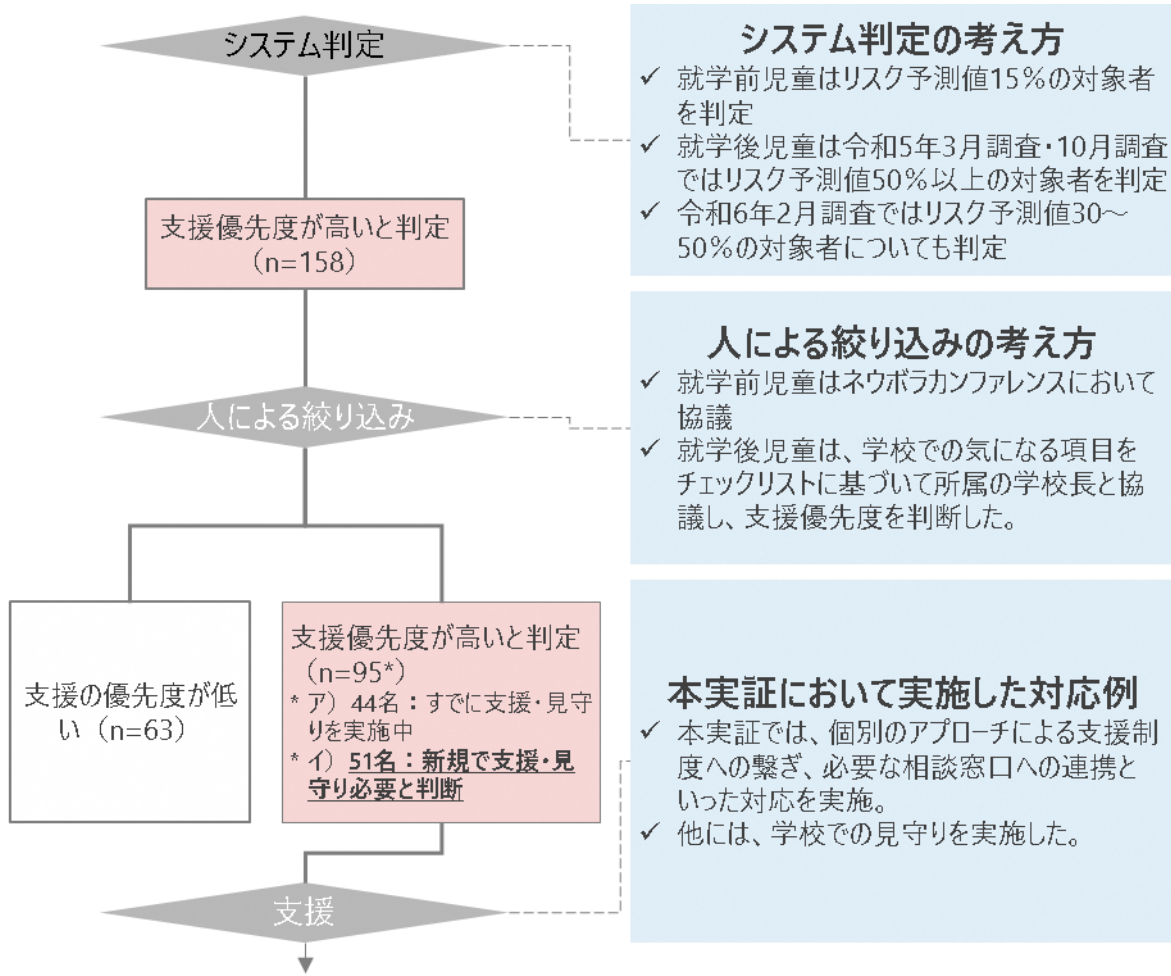 システム判定
支援優先度が高いと判定
（n=158）
人による絞り込み
支援の優先度が低
い（n=63）
支援優先度が高いと判定
（n=95*）
* ア）44名：すでに支援・見守
りを実施中
* イ）51名：新規で支援・見
守り必要と判断
支援
システム判定の考え方
✓ 就学前児童はリスク予測値15％の対象者
を判定
✓ 就学後児童は令和5年3月調査・10月調査
ではリスク予測値50％以上の対象者を判定
✓ 令和6年2月調査ではリスク予測値30～
50％の対象者についても判定
人による絞り込みの考え方
✓ 就学前児童はネウボラカンファレンスにおいて
協議
✓ 就学後児童は、学校での気になる項目を
チェックリストに基づいて所属の学校長と協
議し、支援優先度を判断した。
本実証において実施した対応例
✓ 本実証では、個別のアプローチによる支援制
度への繋ぎ、必要な相談窓口への連携と
いった対応を実施。
✓ 他には、学校での見守りを実施した。